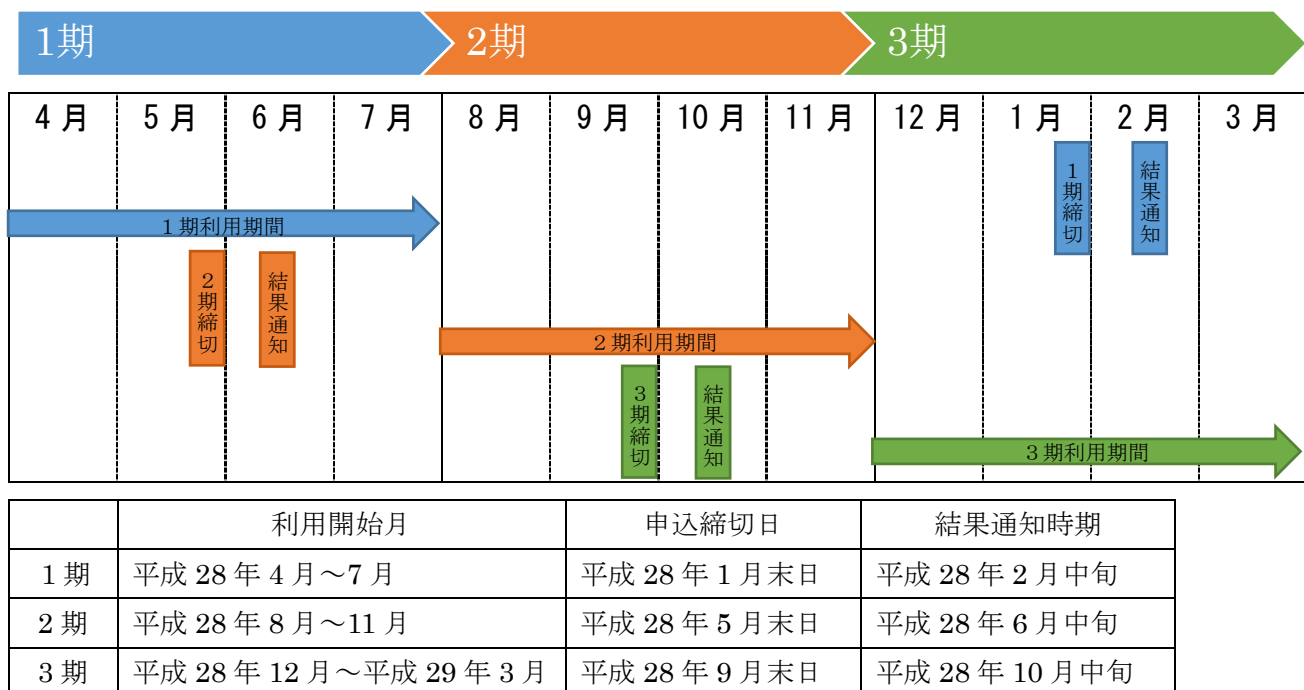 1期 2期 3期
4月 5月 6月 7月 8月 9月 10月 11月 12月 1月 2月 3月
1期締切
結果通知
1期利用期間
2期締切
結果通知
2期利用期間
3期締切
結果通知
3期利用期間
利用開始月 申込締切日 結果通知時期
1期 平成28年4月～7月 平成28年1月末日 平成28年2月中旬
2期 平成28年8月～11月 平成28年5月末日 平成28年6月中旬
3期 平成28年12月～平成29年3月 平成28年9月末日 平成28年10月中旬